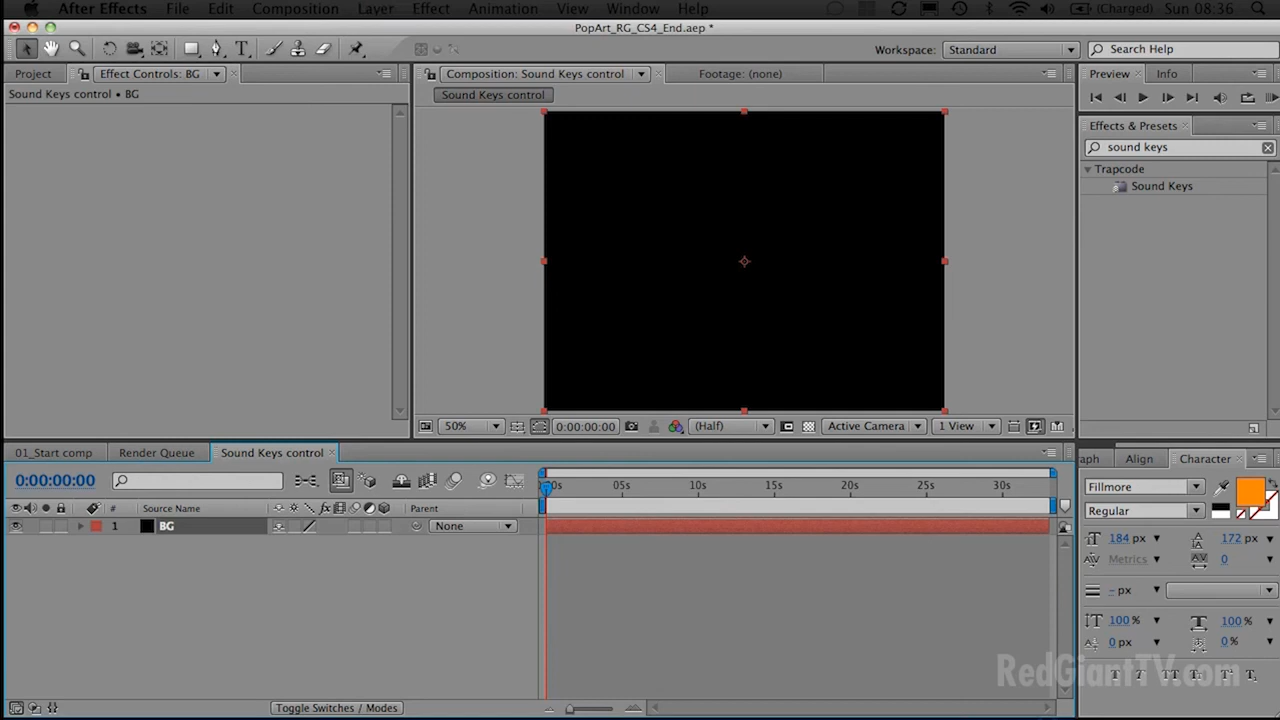 After Effects File Edit Composition Layer Effect Animation View Window Help (Charged) Sun 08:36
PopArt_RG_CS4_End.aep *
Workspace: Standard Search Help
Project Effect Controls: BG Composition: Sound Keys control Footage: (none) Preview Info
Sound Keys control • BG Sound Keys control
Effects & Presets
sound keys
Trapcode
Sound Keys
50% 0:00:00:00 (Half) Active Camera 1 View
01_Start comp Render Queue Sound Keys control Align Character
0:00:00:00 05s 10s 15s 20s 25s 30s Fillmore
# Source Name Parent Regular
1 BG None
184 px 172 px
Metrics 0
- px
100 % 100 %
0 px 0 %
RedGiantTV.com
T T TT Tt T¹ T₁
Toggle Switches / Modes